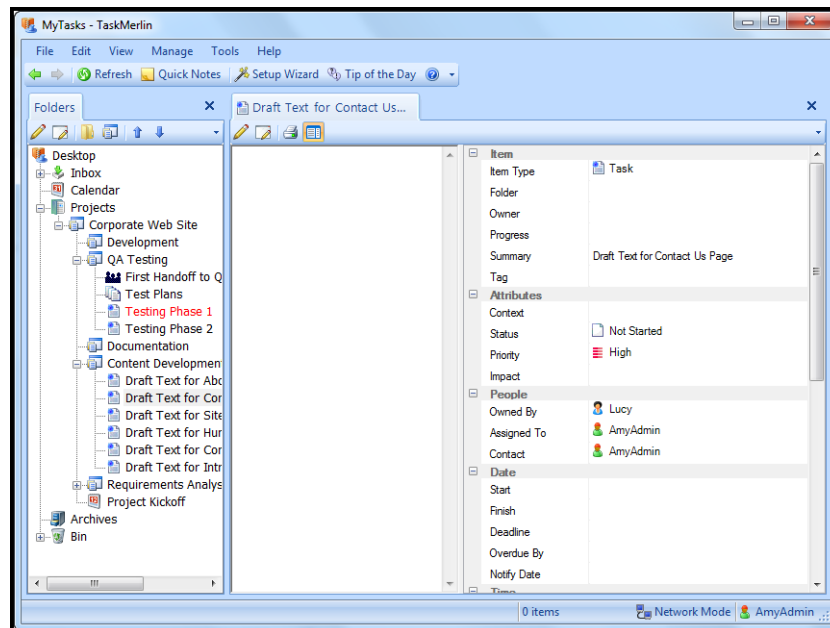 MyTasks - TaskMerlin
File Edit View Manage Tools Help
Refresh Quick Notes Setup Wizard Tip of the Day
Folders
Draft Text for Contact Us...
Desktop
Inbox
Calendar
Projects
Corporate Web Site
Development
QA Testing
First Handoff to Q
Test Plans
Testing Phase 1
Testing Phase 2
Documentation
Content Developmen
Draft Text for Abo
Draft Text for Cor
Draft Text for Site
Draft Text for Hur
Draft Text for Cor
Draft Text for Intr
Requirements Analys
Project Kickoff
Archives
Bin
Item
Item Type Task
Folder
Owner
Progress
Summary Draft Text for Contact Us Page
Tag
Attributes
Context
Status Not Started
Priority High
Impact
People
Owned By Lucy
Assigned To AmyAdmin
Contact AmyAdmin
Date
Start
Finish
Deadline
Overdue By
Notify Date
Time
0 items Network Mode AmyAdmin